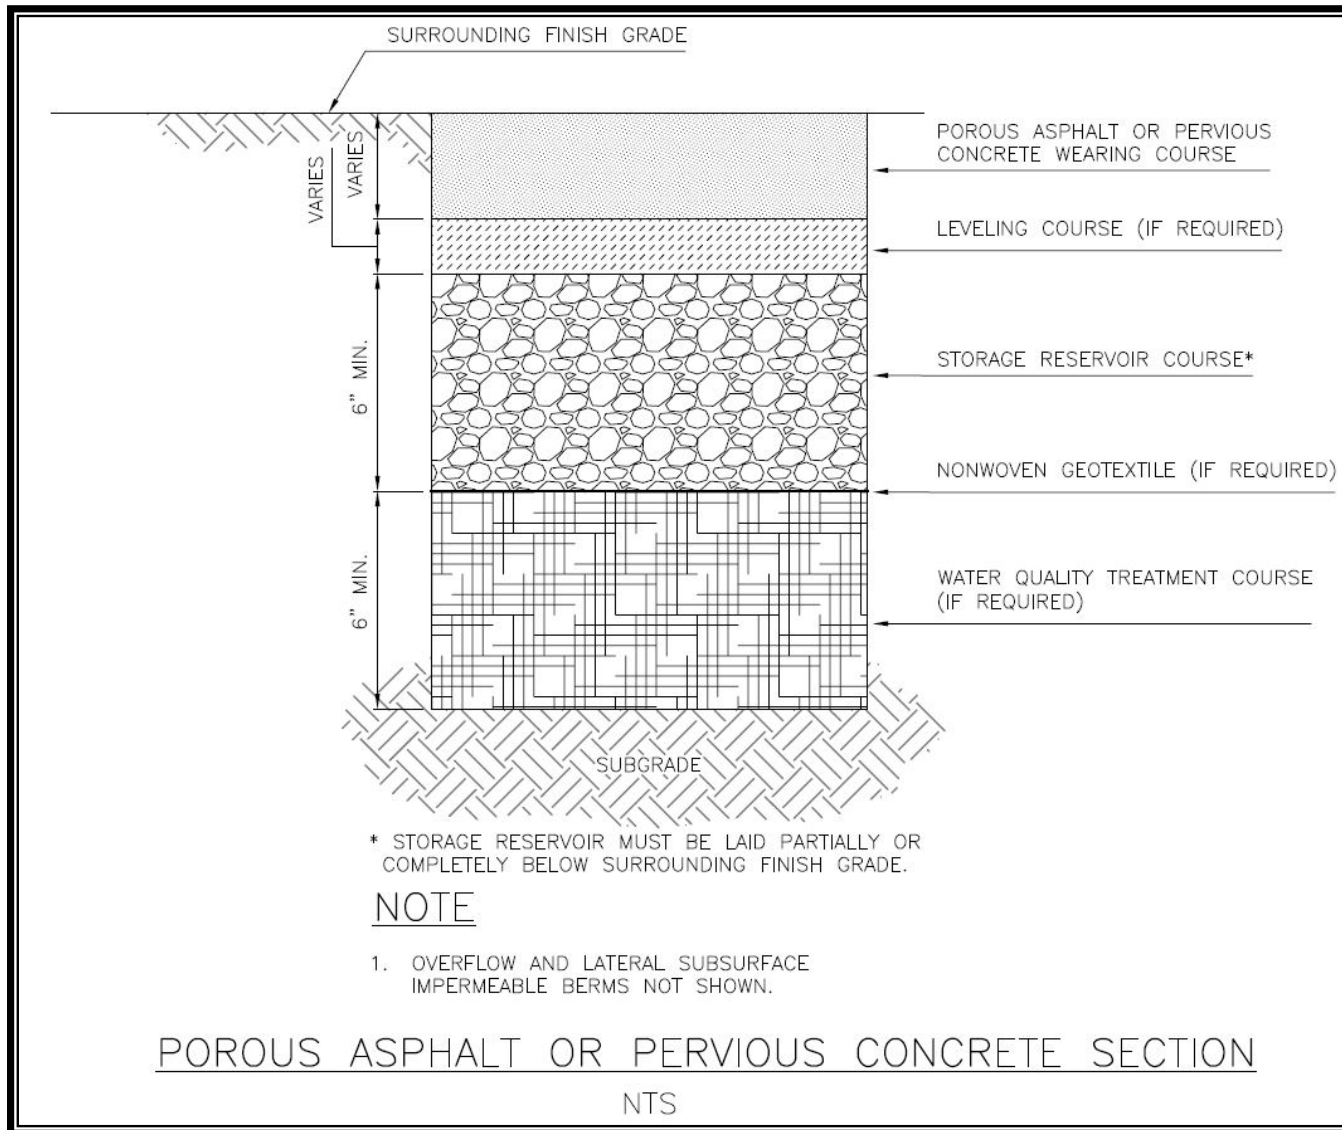 SURROUNDING FINISH GRADE
VARIES
VARIES
POROUS ASPHALT OR PERVIOUS
CONCRETE WEARING COURSE
LEVELING COURSE (IF REQUIRED)
6" MIN.
STORAGE RESERVOIR COURSE*
NONWOVEN GEOTEXTILE (IF REQUIRED)
6" MIN.
WATER QUALITY TREATMENT COURSE
(IF REQUIRED)
SUBGRADE
* STORAGE RESERVOIR MUST BE LAID PARTIALLY OR
COMPLETELY BELOW SURROUNDING FINISH GRADE.
NOTE
1. OVERFLOW AND LATERAL SUBSURFACE
IMPERMEABLE BERMS NOT SHOWN.
POROUS ASPHALT OR PERVIOUS CONCRETE SECTION
NTS